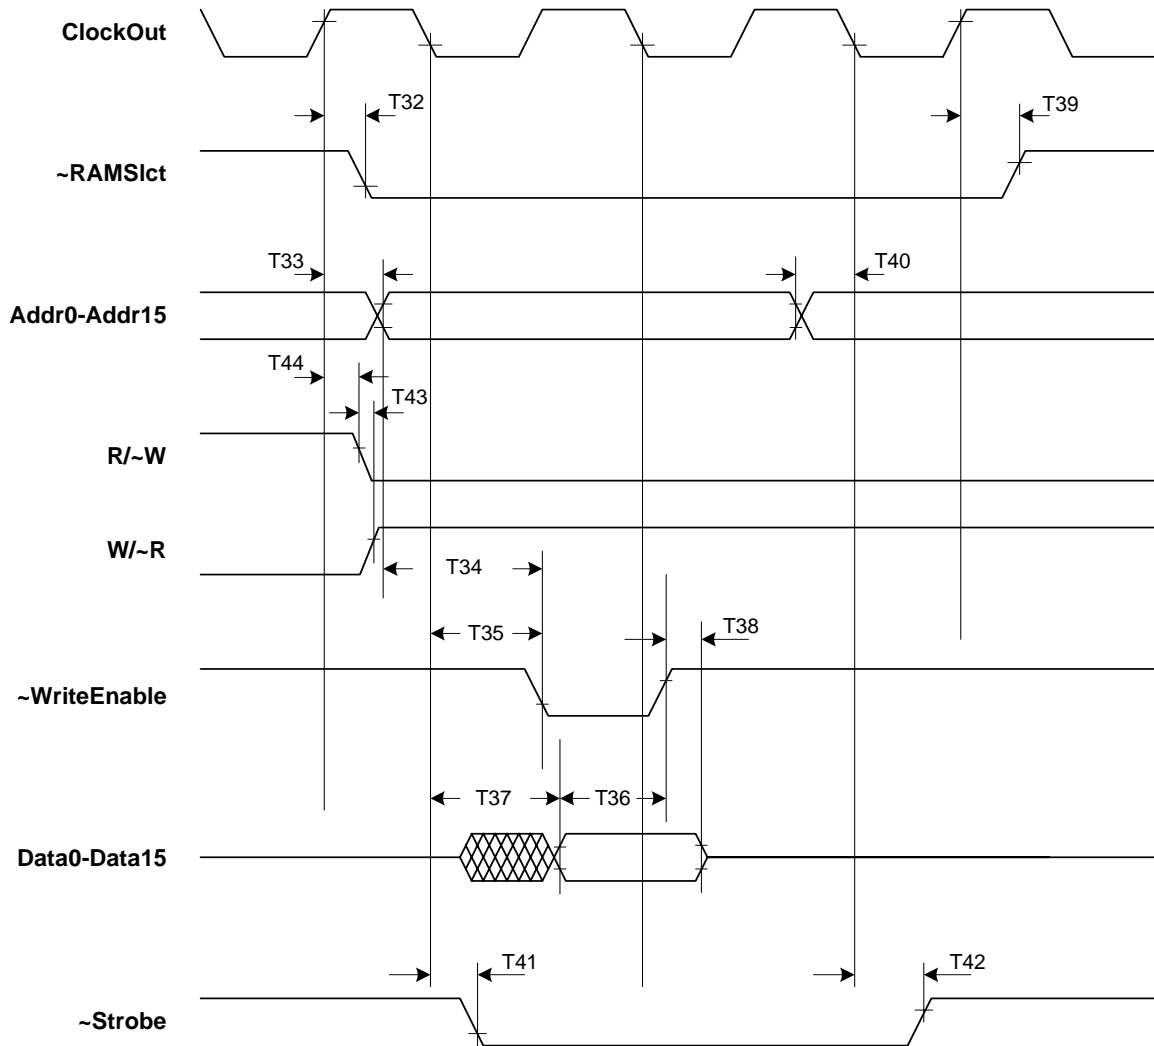 ClockOut
T32
T39
~RAMSlct
T33
T40
Addr0-Addr15
T44
T43
R/~W
W/~R
T34
T35
T38
~WriteEnable
T37
T36
Data0-Data15
T41
T42
~Strobe